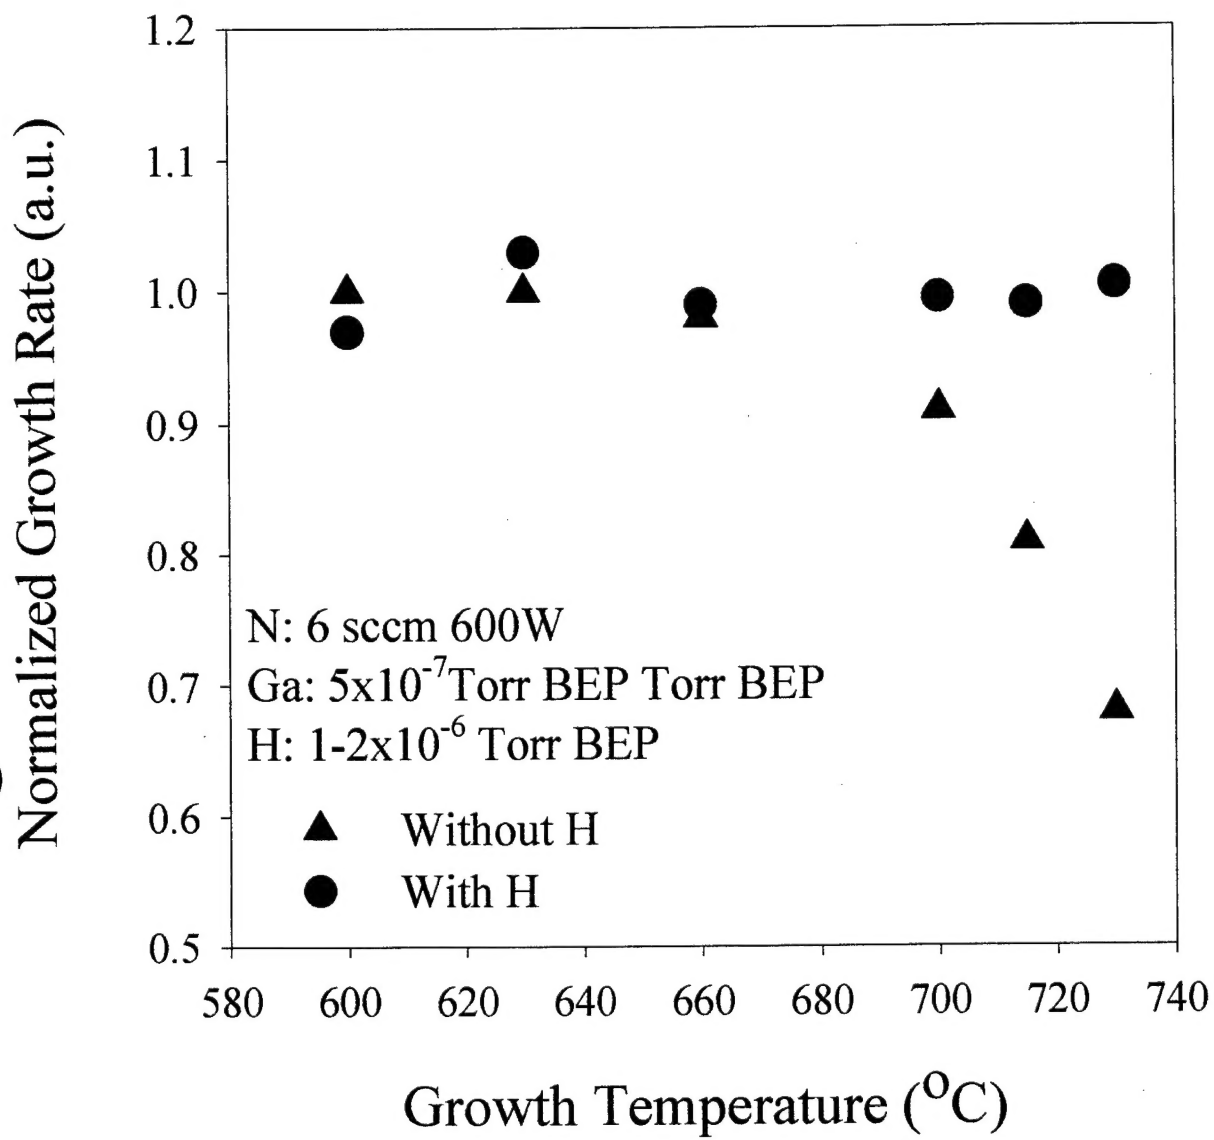 Normalized Growth Rate (a.u.)
1.2
1.1
1.0
0.9
0.8
0.7
0.6
0.5
N: 6 sccm 600W
Ga: 5x10⁻⁷Torr BEP Torr BEP
H: 1-2x10⁻⁶ Torr BEP
Without H
With H
580 600 620 640 660 680 700 720 740
Growth Temperature (ᴼC)